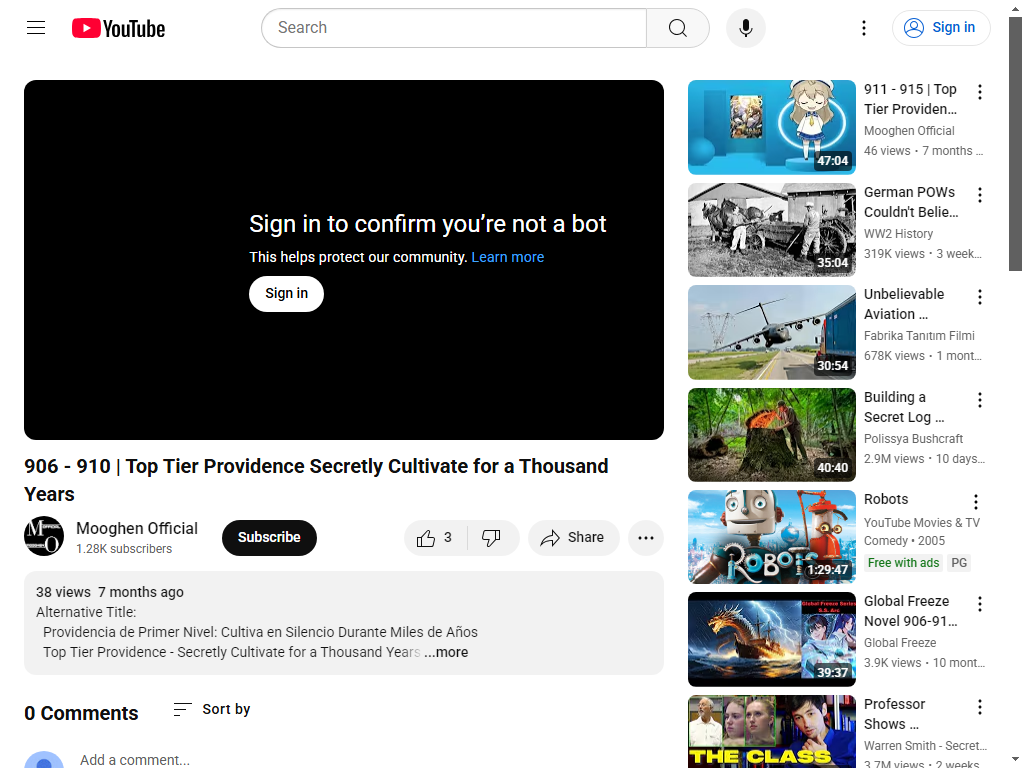 YouTube
Search
Sign in
Sign in to confirm you’re not a bot
This helps protect our community. Learn more
Sign in
906 - 910 | Top Tier Providence Secretly Cultivate for a Thousand
Years
Mooghen Official
1.28K subscribers
Subscribe
3
Share
38 views 7 months ago
Alternative Title:
Providencia de Primer Nivel: Cultiva en Silencio Durante Miles de Años
Top Tier Providence - Secretly Cultivate for a Thousand Years ...more
0 Comments
Sort by
Add a comment...
47:04
911 - 915 | Top
Tier Providen…
Mooghen Official
46 views • 7 months ...
35:04
German POWs
Couldn't Belie…
WW2 History
319K views • 3 week...
30:54
Unbelievable
Aviation …
Fabrika Tanıtım Filmi
678K views • 1 mont...
40:40
Building a
Secret Log …
Polissya Bushcraft
2.9M views • 10 days...
ROBOTS
1:29:47
Robots
YouTube Movies & TV
Comedy • 2005
Free with ads
PG
Global Freeze Series
S.S. Arc
39:37
Global Freeze
Novel 906-91…
Global Freeze
3.9K views • 10 mont...
THE CLASS
Professor
Shows …
Warren Smith - Secret...
3.7M views • 2 weeks